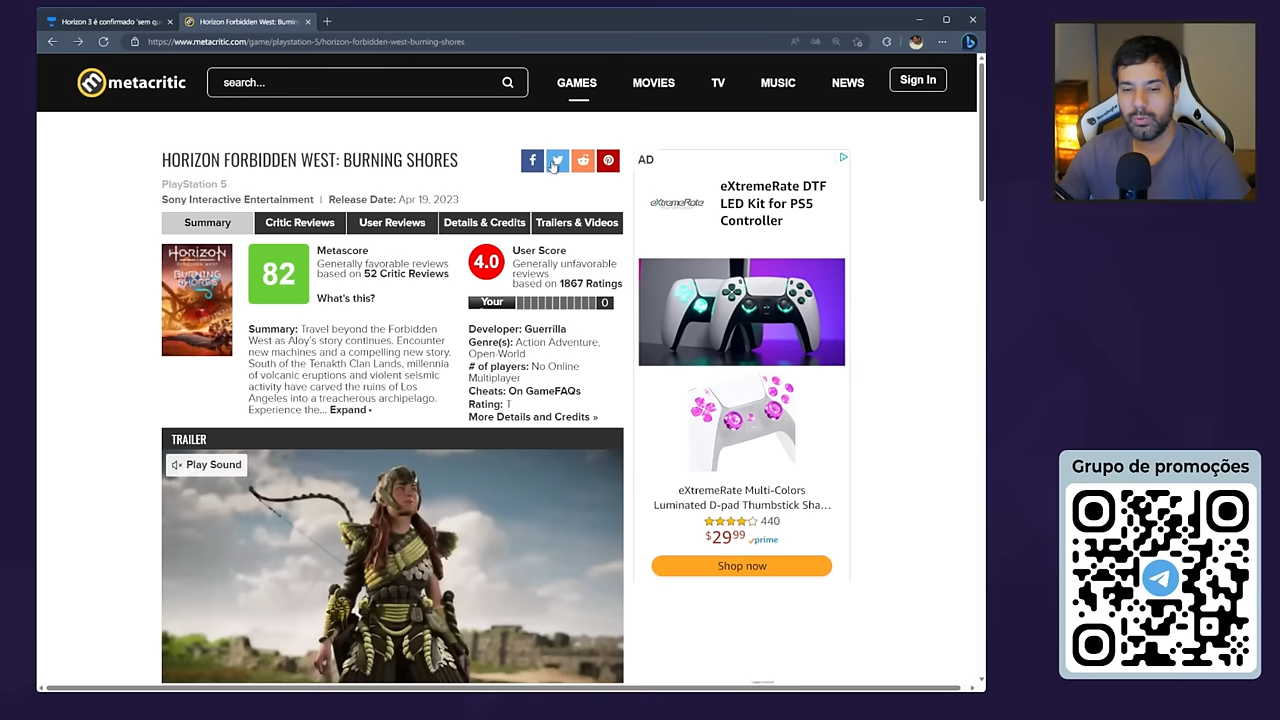 Horizon 3 é confirmado 'sem qu
Horizon Forbidden West: Burnin
https://www.metacritic.com/game/playstation-5/horizon-forbidden-west-burning-shores
metacritic
search...
GAMES
MOVIES
TV
MUSIC
NEWS
Sign In
HORIZON FORBIDDEN WEST: BURNING SHORES
PlayStation 5
Sony Interactive Entertainment | Release Date: Apr 19, 2023
Summary
Critic Reviews
User Reviews
Details & Credits
Trailers & Videos
HORIZON
BURNING
SHORES
82
Metascore
Generally favorable reviews
based on 52 Critic Reviews
What's this?
4.0
User Score
Generally unfavorable
reviews
based on 1867 Ratings
Your
0
Summary: Travel beyond the Forbidden
West as Aloy's story continues. Encounter
new machines and a compelling new story.
South of the Tenakth Clan Lands, millennia
of volcanic eruptions and violent seismic
activity have carved the ruins of Los
Angeles into a treacherous archipelago.
Experience the... Expand
Developer: Guerrilla
Genre(s): Action Adventure,
Open-World
# of players: No Online
Multiplayer
Cheats: On GameFAQs
Rating: T
More Details and Credits »
TRAILER
Play Sound
AD
eXtremeRate
eXtremeRate DTF
LED Kit for PS5
Controller
eXtremeRate Multi-Colors
Luminated D-pad Thumbstick Sha...
440
$29.99 prime
Shop now
Grupo de promoções